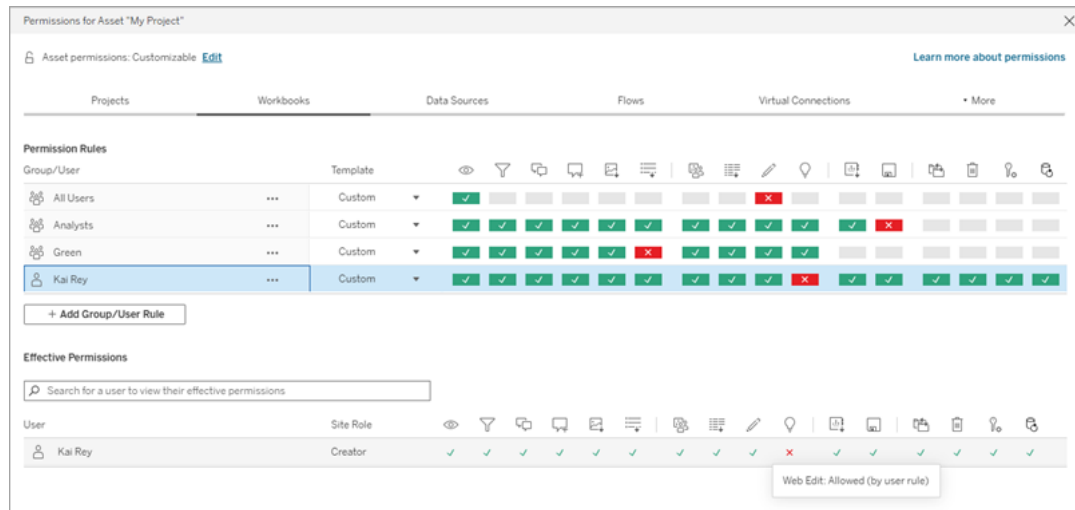 Permissions for Asset "My Project"
Asset permissions: Customizable Edit
Learn more about permissions
Projects Workbooks Data Sources Flows Virtual Connections + More
Permission Rules
Group/User Template
All Users ••• Custom
Analysts ••• Custom
Green ••• Custom
Kai Rey ••• Custom
+ Add Group/User Rule
Effective Permissions
Search for a user to view their effective permissions
User Site Role
Kai Rey Creator
Web Edit: Allowed (by user rule)